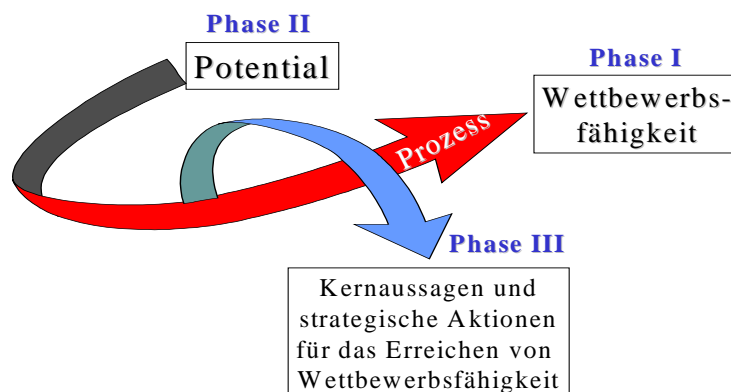 Phase II
Potential
Phase I
Wettbewerbs-
fähigkeit
Prozess
Phase III
Kernaussagen und
strategische Aktionen
für das Erreichen von
Wettbewerbsfähigkeit